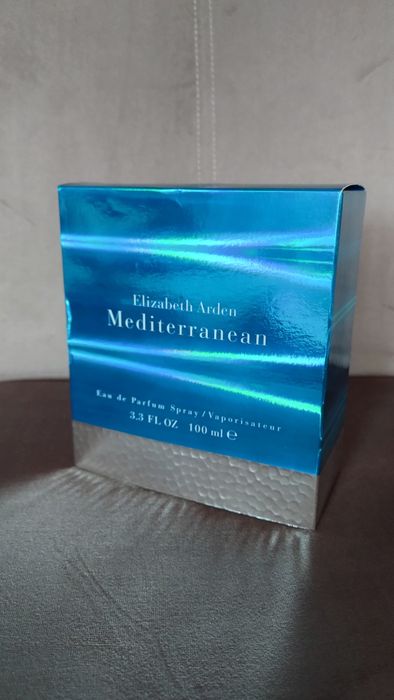 Elizabeth Arden
Mediterranean
Eau de Parfum Spray/Vaporisateur
3.3 FL OZ 100 ml ℮